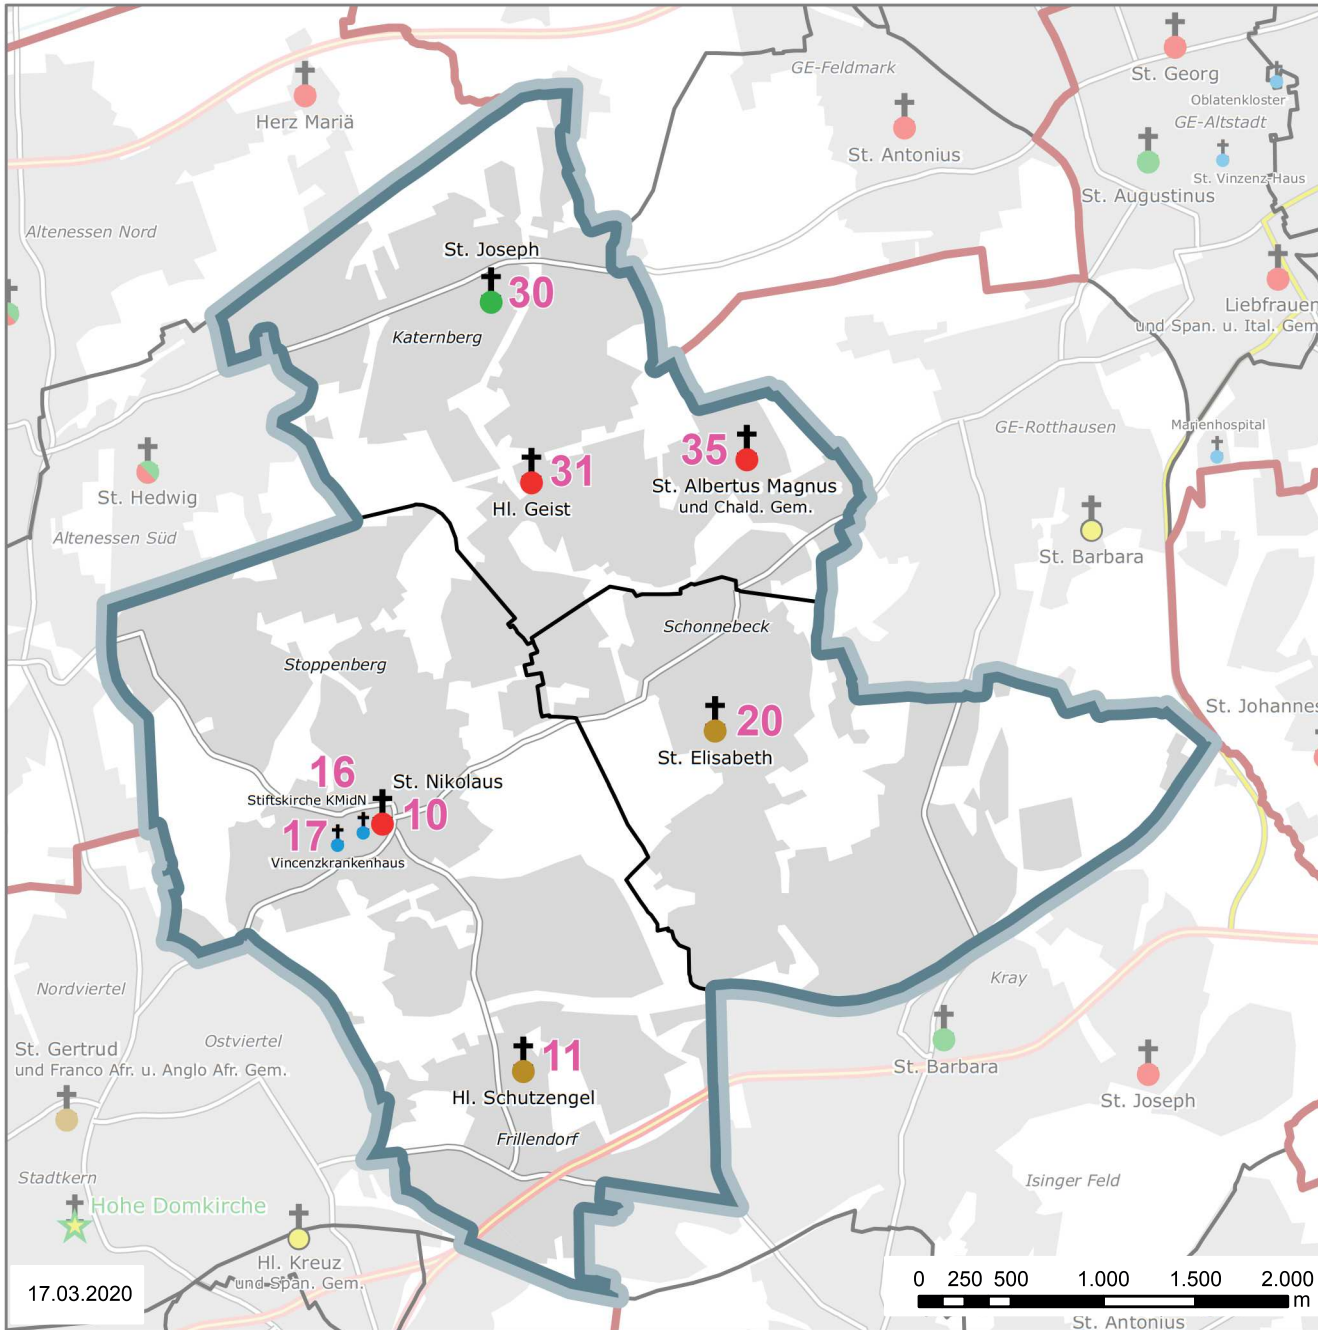 GE-Feldmark
St. Georg
Oblatenkloster
GE-Altstadt
Herz Mariä
St. Antonius
St. Vinzenz-Haus
St. Augustinus
Altenessen Nord
St. Joseph
30
Katernberg
Liebfrauen
und Span. u. Ital. Gem
GE-Rotthausen
Marienhospital
35
31
St. Albertus Magnus
und Chald. Gem.
St. Hedwig
Hl. Geist
Altenessen Süd
St. Barbara
Schonnebeck
Stoppenberg
St. Johannes
20
St. Elisabeth
16
St. Nikolaus
Stiftskirche KMidN
10
17
Vincenzkrankenhaus
Kray
Nordviertel
Ostviertel
St. Gertrud
und Franco Afr. u. Anglo Afr. Gem.
11
St. Barbara
Hl. Schutzengel
St. Joseph
Frillendorf
Stadtkern
Isinger Feld
Hohe Domkirche
Hl. Kreuz
und Span. Gem.
17.03.2020
0 250 500 1.000 1.500 2.000
m
St. Antonius